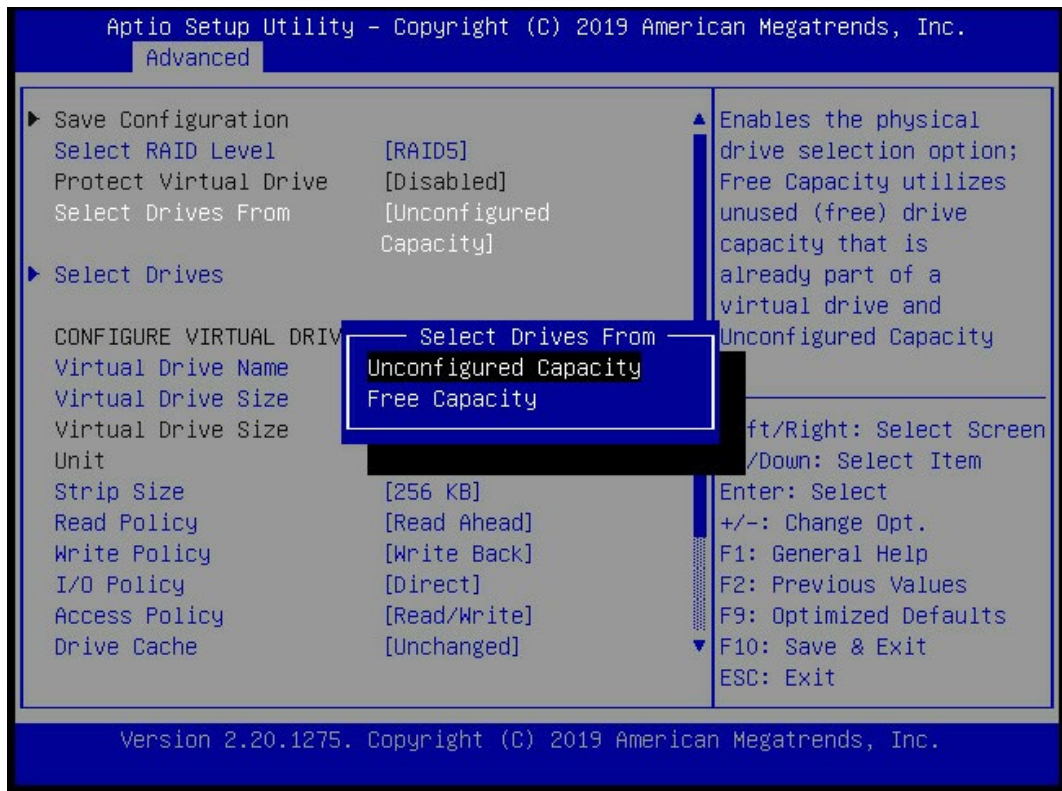 Aptio Setup Utility – Copyright (C) 2019 American Megatrends, Inc.
Advanced
Save Configuration
Select RAID Level [RAID5]
Protect Virtual Drive [Disabled]
Select Drives From [Unconfigured
Capacity]
Select Drives
CONFIGURE VIRTUAL DRIV
Virtual Drive Name
Virtual Drive Size
Virtual Drive Size
Unit
Strip Size [256 KB]
Read Policy [Read Ahead]
Write Policy [Write Back]
I/O Policy [Direct]
Access Policy [Read/Write]
Drive Cache [Unchanged]
Select Drives From
Unconfigured Capacity
Free Capacity
Enables the physical
drive selection option;
Free Capacity utilizes
unused (free) drive
capacity that is
already part of a
virtual drive and
Unconfigured Capacity
ft/Right: Select Screen
/Down: Select Item
Enter: Select
+/-: Change Opt.
F1: General Help
F2: Previous Values
F9: Optimized Defaults
F10: Save & Exit
ESC: Exit
Version 2.20.1275. Copyright (C) 2019 American Megatrends, Inc.